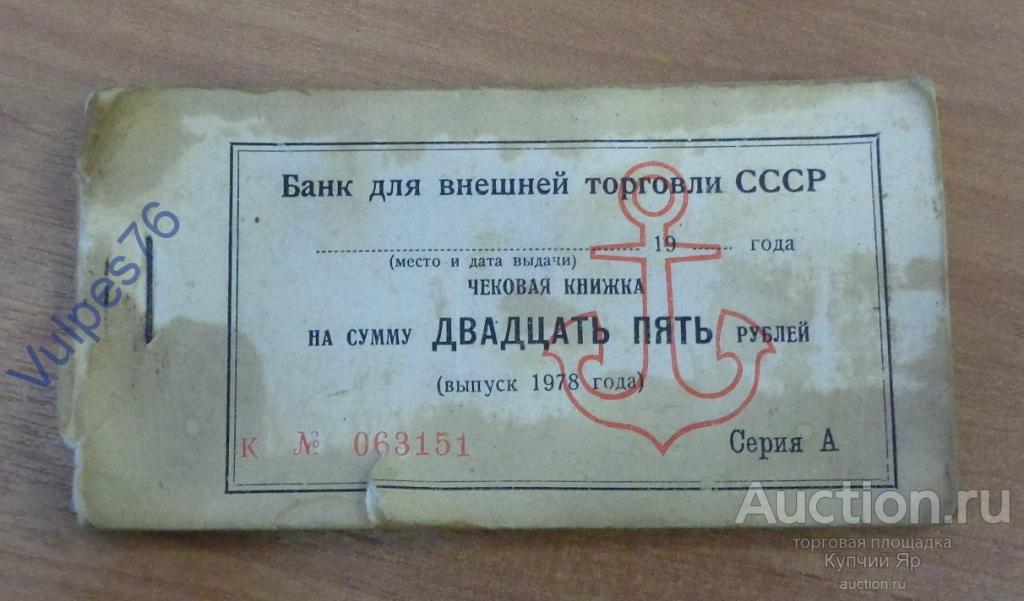 Банк для внешней торговли СССР
19 года
(место и дата выдачи)
ЧЕКОВАЯ КНИЖКА
НА СУММУ ДВАДЦАТЬ ПЯТЬ РУБЛЕЙ
(выпуск 1978 года)
К № 063151 Серия А
Vulpes76
Auction.ru
торговая площадка
Купчий Яр
auction.ru